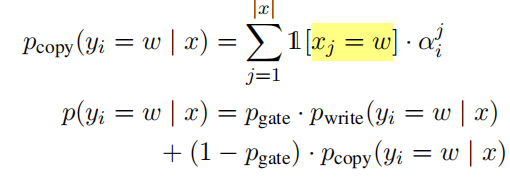 p_copy(y_i = w | x) = ∑_{j=1}^{|x|} 𝟙[x_j = w] · α_i^j
p(y_i = w | x) = p_gate · p_write(y_i = w | x)
+ (1 − p_gate) · p_copy(y_i = w | x)